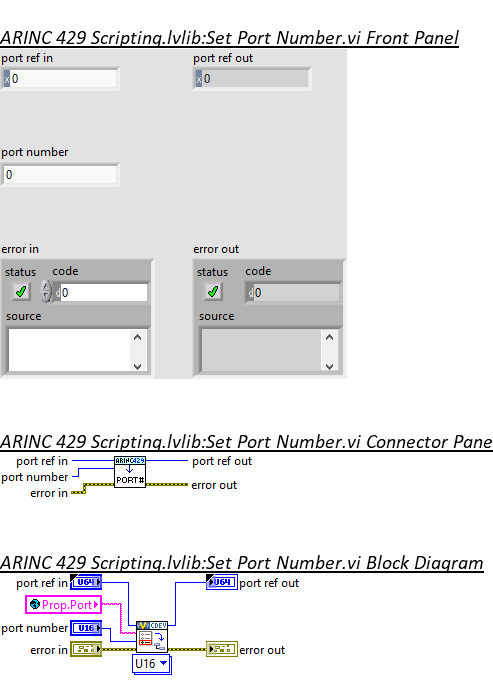 ARINC 429 Scripting.lvlib:Set Port Number.vi Front Panel
port ref in port ref out
x 0 x 0
port number
0
error in error out
status code status code
d 0 d 0
source source
ARINC 429 Scripting.lvlib:Set Port Number.vi Connector Pane
port ref in ARINC429 port ref out
port number PORT#
error in error out
ARINC 429 Scripting.lvlib:Set Port Number.vi Block Diagram
port ref in U64 U64 port ref out
Prop.Port
port number U16 V CDEV
error in error out
U16